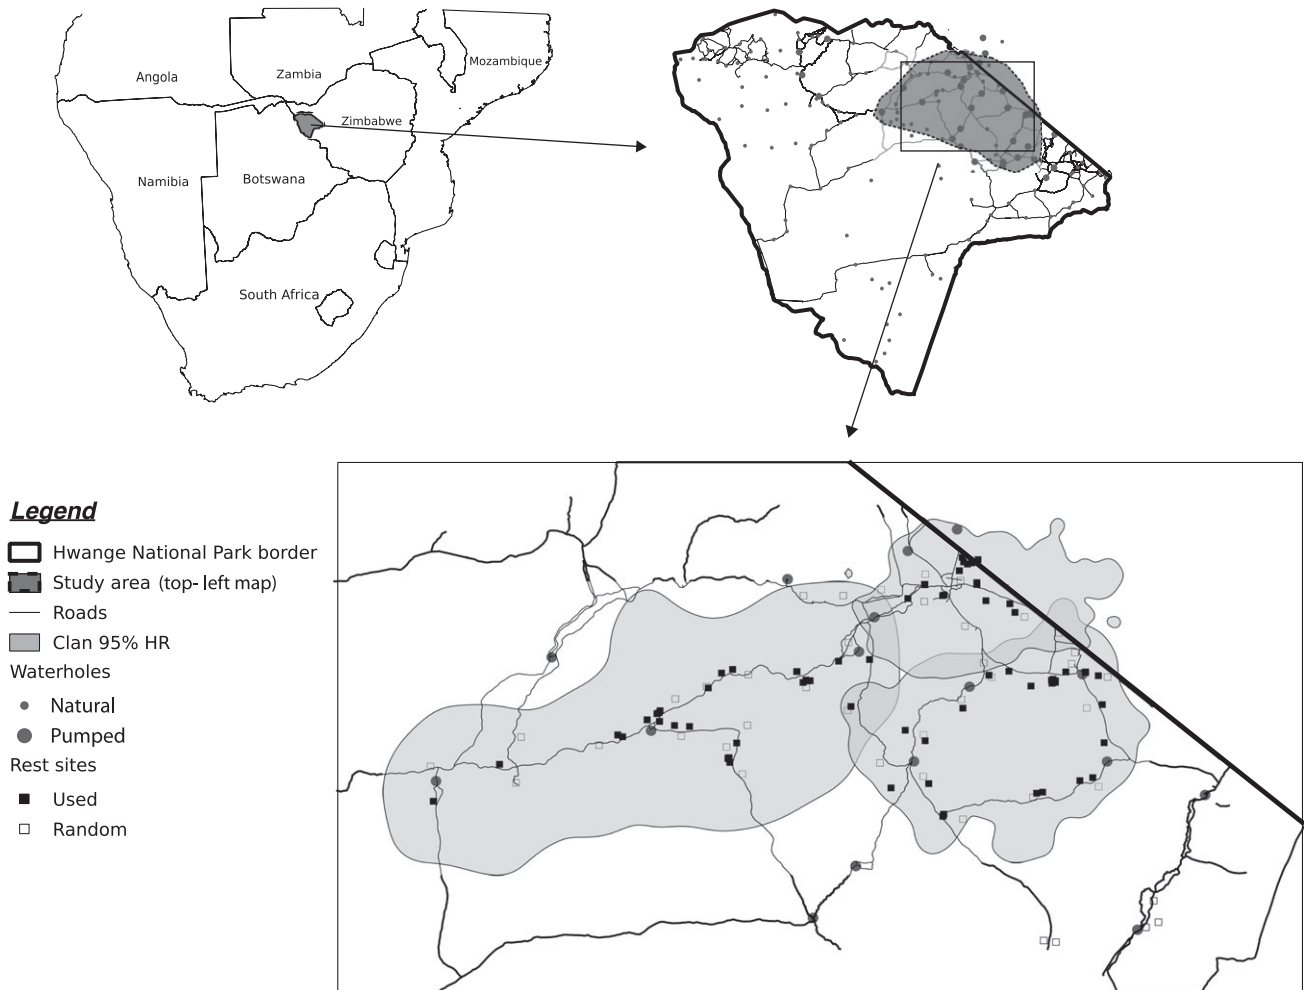 Angola
Zambia
Mozambique
Zimbabwe
Namibia
Botswana
South Africa
Legend
Hwange National Park border
Study area (top- left map)
Roads
Clan 95% HR
Waterholes
Natural
Pumped
Rest sites
Used
Random